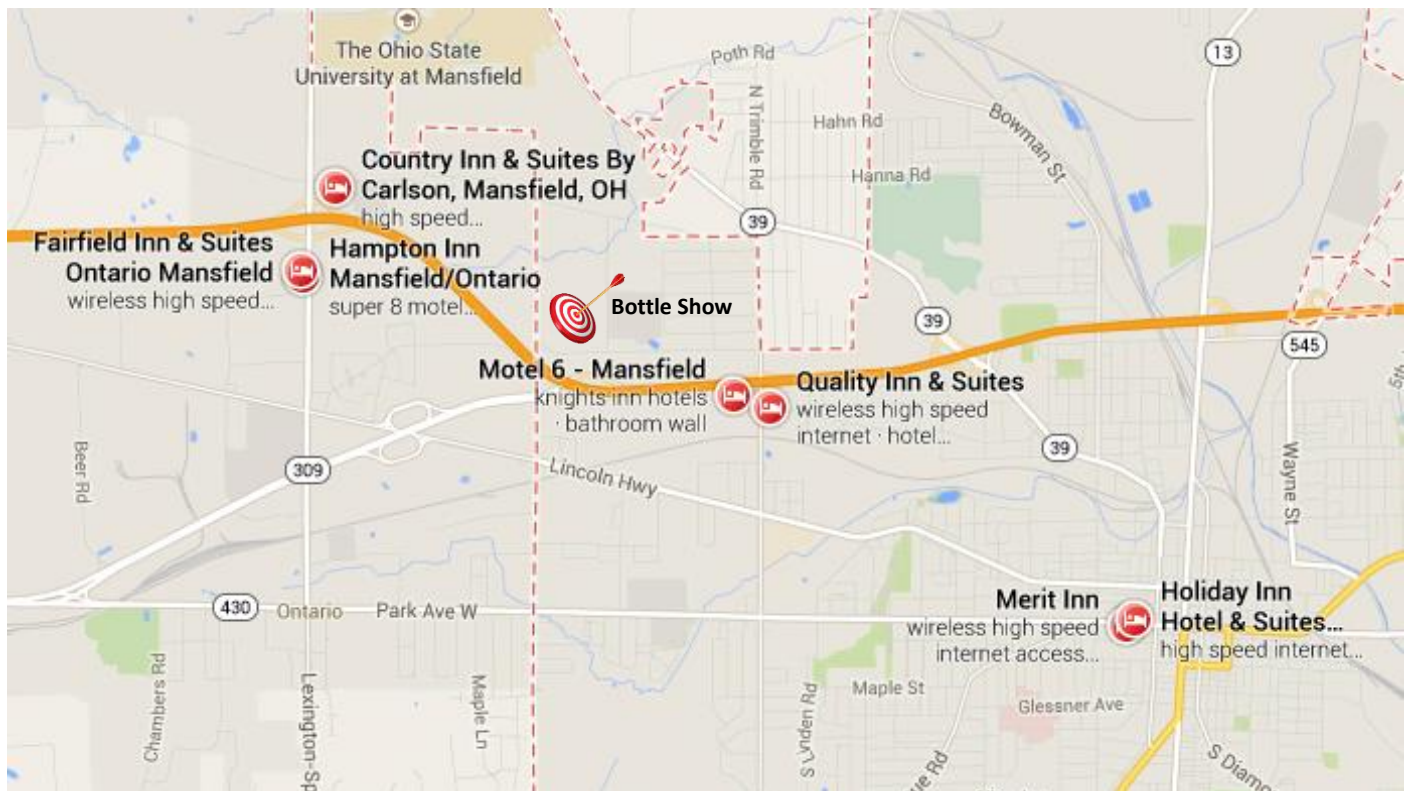 The Ohio State
University at Mansfield
Poth Rd
13
N Trimble Rd
Hahn Rd
Bowman St
Hanna Rd
Country Inn & Suites By
Carlson, Mansfield, OH
high speed...
39
Fairfield Inn & Suites
Ontario Mansfield
wireless high speed...
Hampton Inn
Mansfield/Ontario
super 8 motel...
Bottle Show
39
545
5th
Motel 6 - Mansfield
knights inn hotels
· bathroom wall
Quality Inn & Suites
wireless high speed
internet · hotel...
Beer Rd
309
Lincoln Hwy
39
Wayne St
430
Ontario
Park Ave W
Merit Inn
wireless high speed
internet access...
Holiday Inn
Hotel & Suites...
high speed internet...
Chambers Rd
Lexington-Sp
Maple Ln
S Lynden Rd
Maple St
Glessner Ave
ue Rd
S Diamo